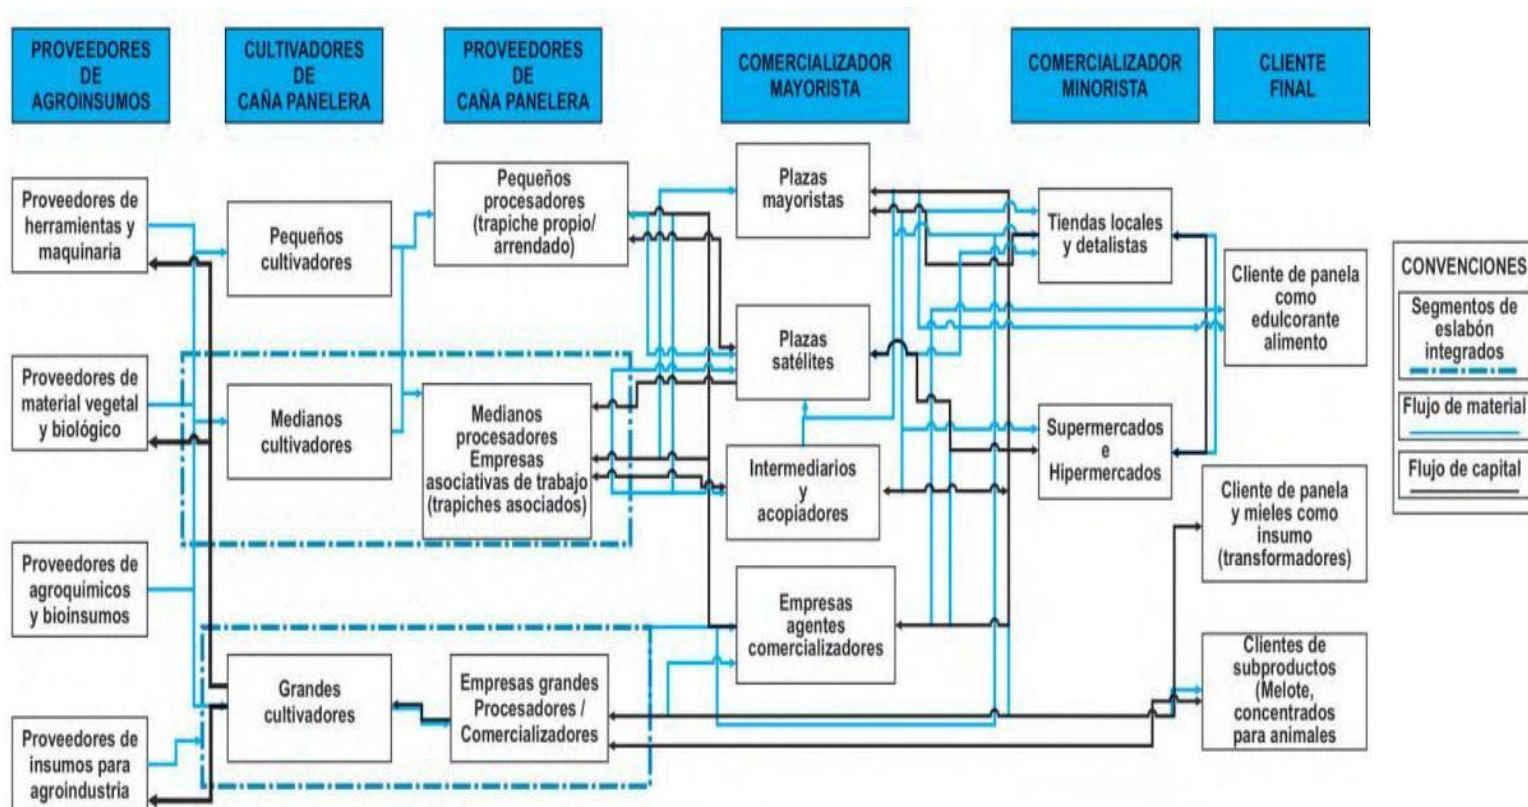 PROVEEDORES
DE
AGROINSUMOS
CULTIVADORES
DE
CAÑA PANELERA
PROVEEDORES
DE
CAÑA PANELERA
COMERCIALIZADOR
MAYORISTA
COMERCIALIZADOR
MINORISTA
CLIENTE
FINAL
Proveedores de
herramientas y
maquinaria
Proveedores de
material vegetal
y biológico
Proveedores de
agroquímicos
y bioinsumos
Proveedores de
insumos para
agroindustria
Pequeños
cultivadores
Medianos
cultivadores
Grandes
cultivadores
Pequeños
procesadores
(trapiche propio/
arrendado)
Medianos
procesadores
Empresas
asociativas de trabajo
(trapiches asociados)
Empresas grandes
Procesadores /
Comercializadores
Plazas
mayoristas
Plazas
satélites
Intermediarios
y
acopiadores
Empresas
agentes
comercializadores
Tiendas locales
y detalistas
Supermercados
e
Hipermercados
Cliente de panela
como
edulcorante
alimento
Cliente de panela
y mieles como
insumo
(transformadores)
Clientes de
subproductos
(Melote,
concentrados
para animales
CONVENCIONES
Segmentos de
eslabón
integrados
Flujo de material
Flujo de capital